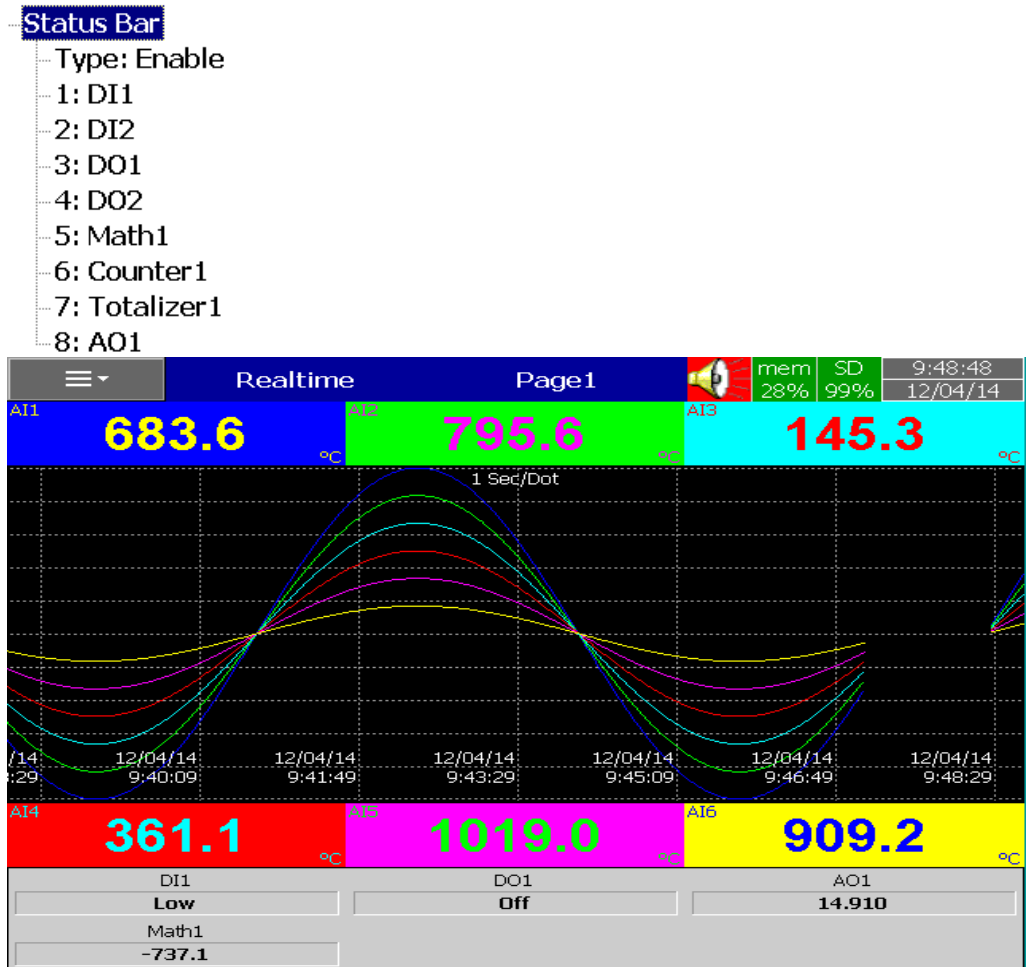 Status Bar
Type: Enable
1: DI1
2: DI2
3: DO1
4: DO2
5: Math1
6: Counter1
7: Totalizer1
8: AO1
Realtime Page1 mem 28% SD 99% 9:48:48 12/04/14
AI1 683.6 °C AI2 795.6 °C AI3 145.3 °C
1 Sec/Dot
/14 12/04/14 12/04/14 12/04/14 12/04/14 12/04/14 12/04/14
:29 9:40:09 9:41:49 9:43:29 9:45:09 9:46:49 9:48:29
AI4 361.1 °C AI5 1019.0 °C AI6 909.2 °C
DI1 DO1 AO1
Low Off 14.910
Math1
-737.1